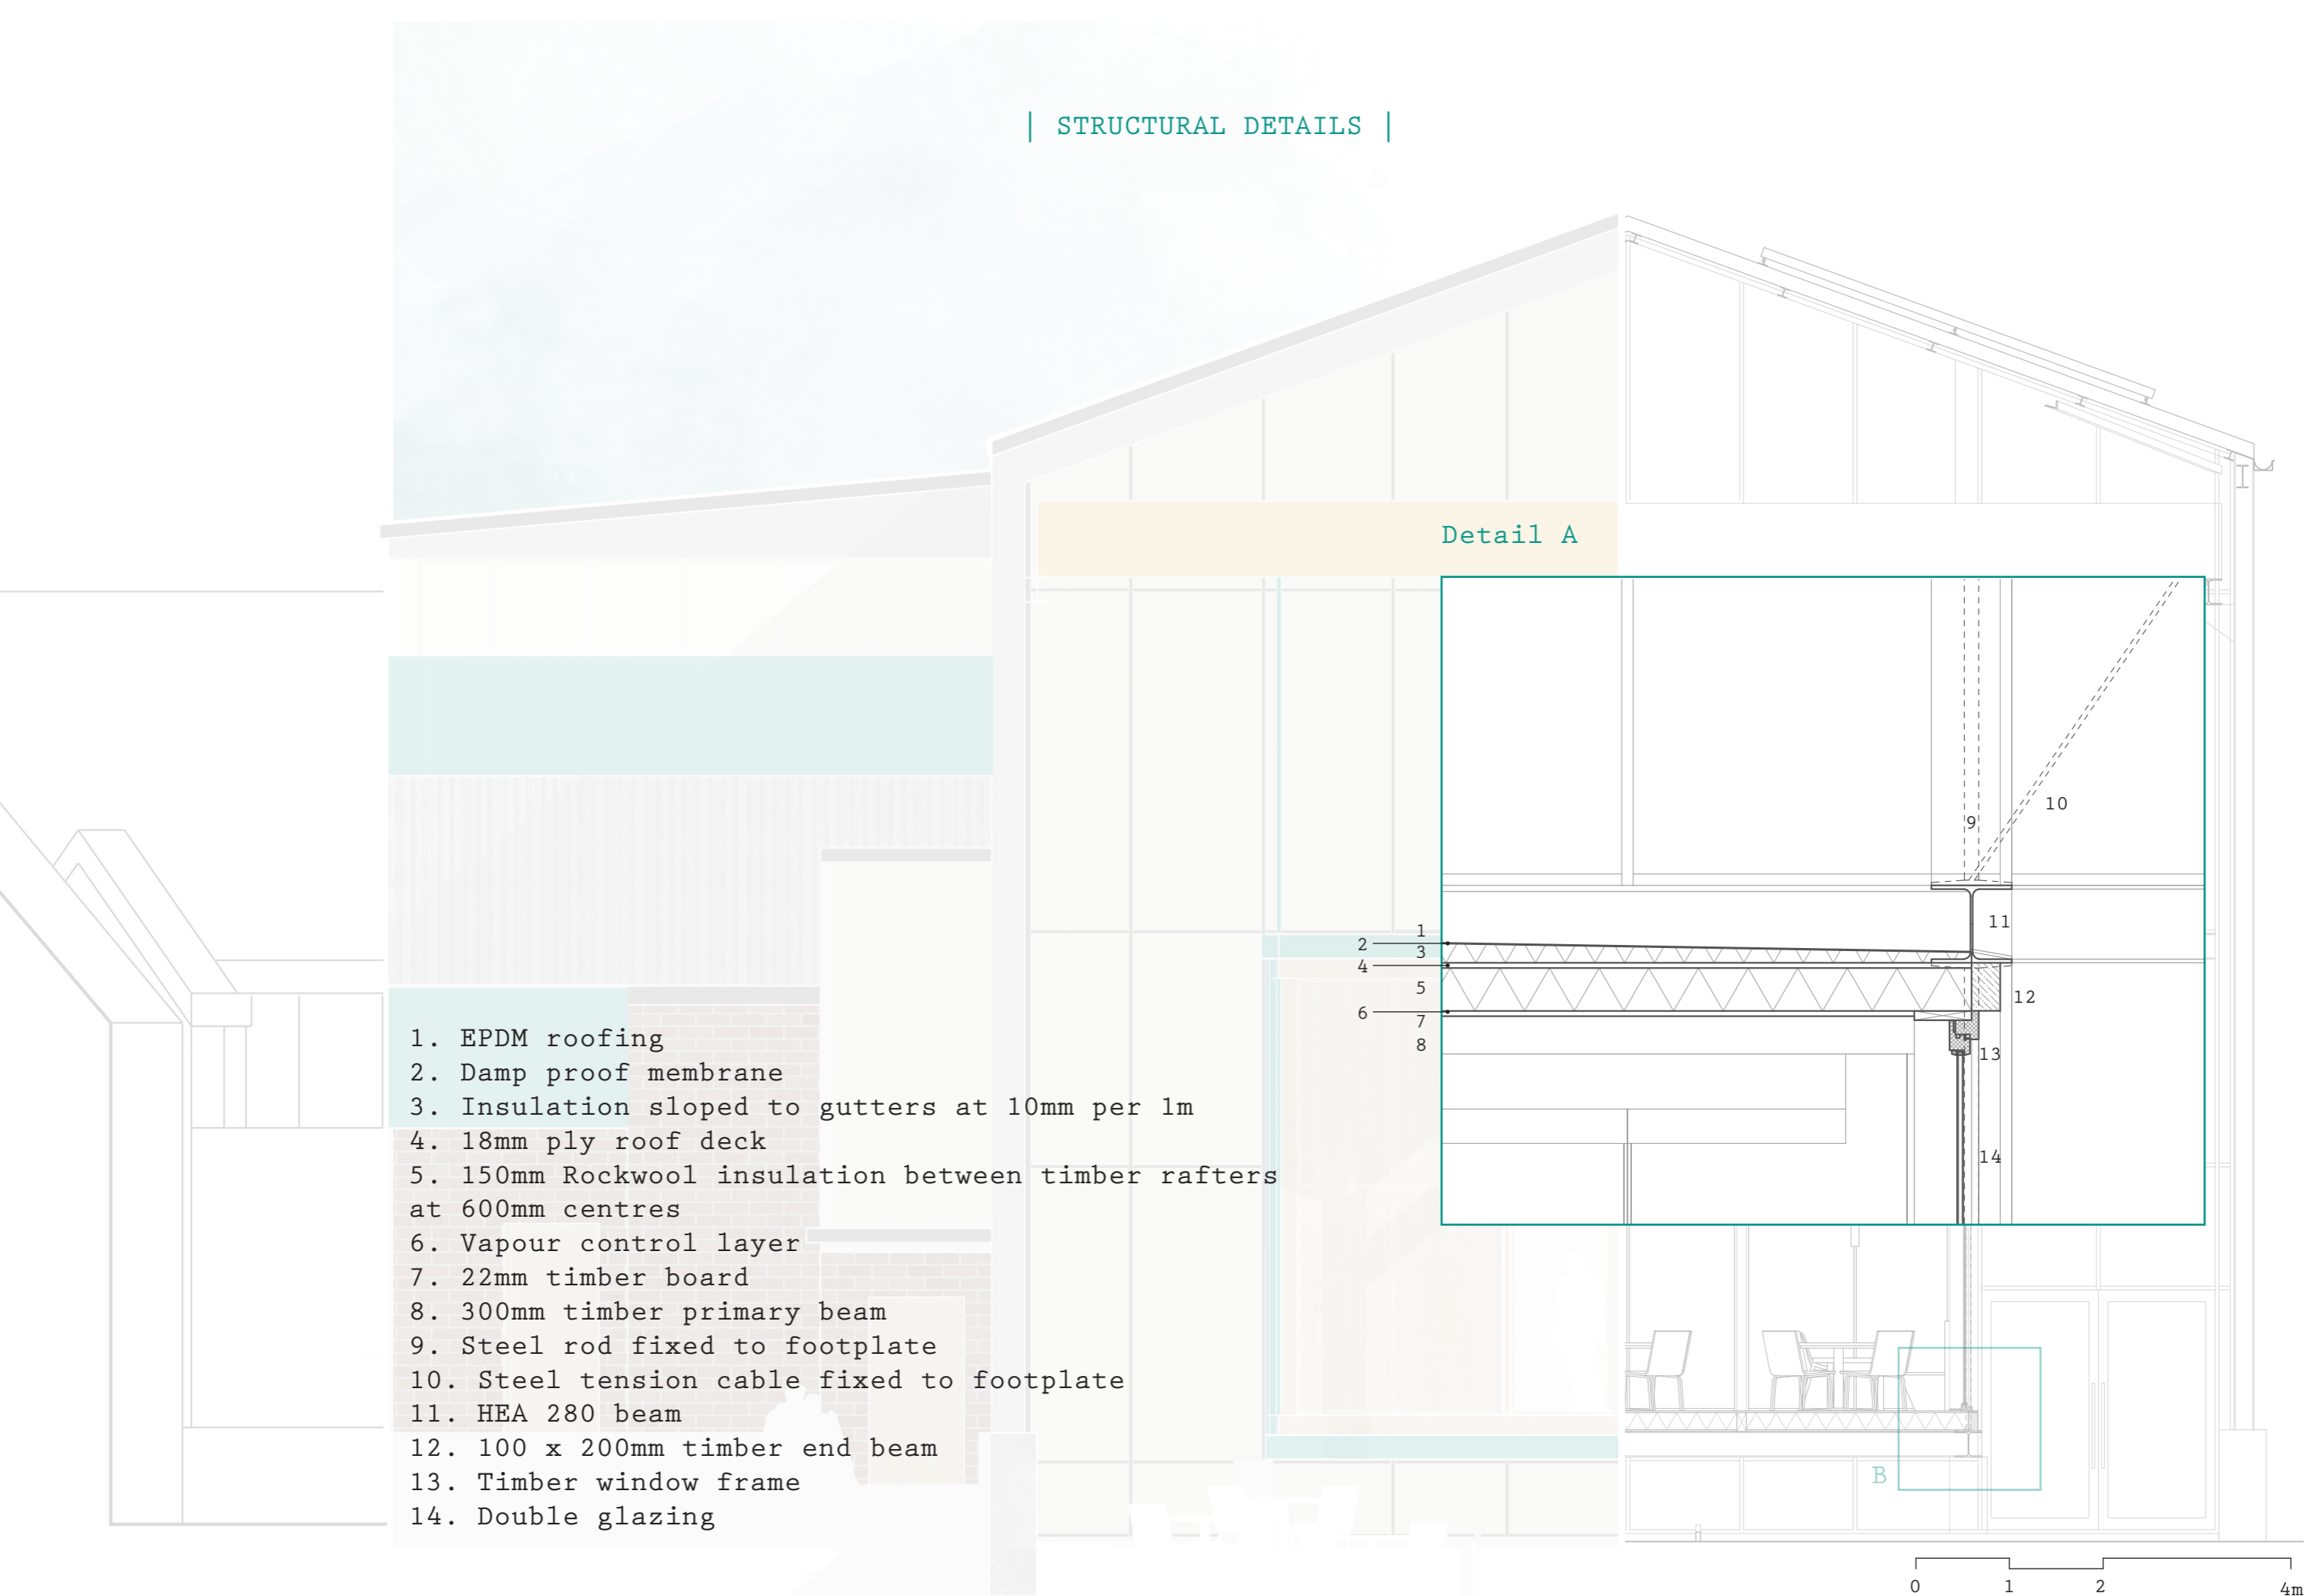 | STRUCTURAL DETAILS |
Detail A
10
9
11
1
2
3
4
5
12
6
7
8
13
14
1. EPDM roofing
2. Damp proof membrane
3. Insulation sloped to gutters at 10mm per 1m
4. 18mm ply roof deck
5. 150mm Rockwool insulation between timber rafters
at 600mm centres
6. Vapour control layer
7. 22mm timber board
8. 300mm timber primary beam
9. Steel rod fixed to footplate
10. Steel tension cable fixed to footplate
11. HEA 280 beam
12. 100 x 200mm timber end beam
13. Timber window frame
14. Double glazing
B
0 1 2 4m